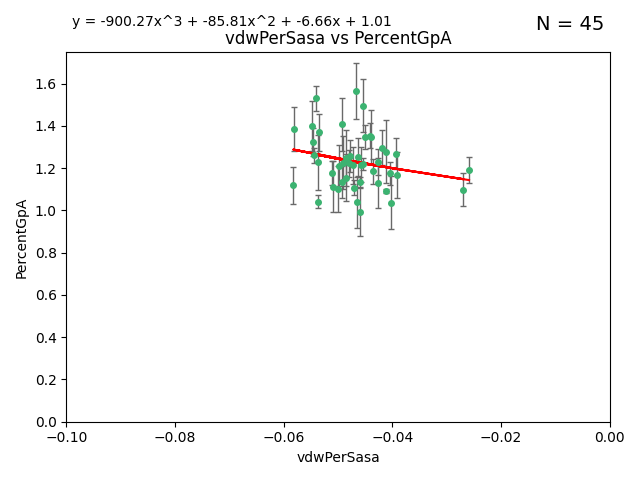 y = -900.27x^3 + -85.81x^2 + -6.66x + 1.01
N = 45
vdwPerSasa vs PercentGpA
1.6
1.4
1.2
1.0
0.8
0.6
0.4
0.2
0.0
PercentGpA
−0.10 −0.08 −0.06 −0.04 −0.02 0.00
vdwPerSasa